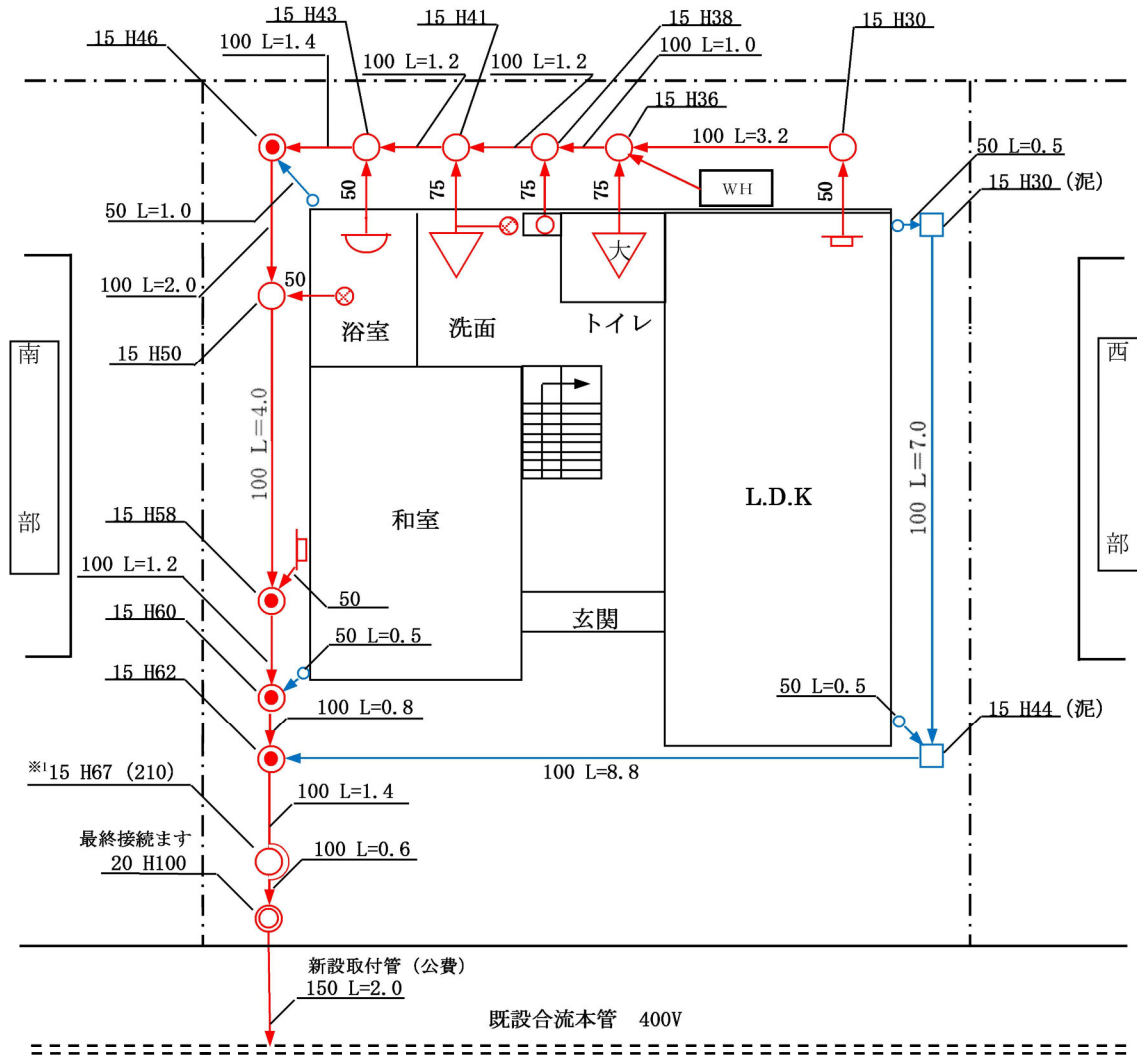 15 H43
15 H41
15 H38
15 H30
15 H46
100 L=1.4
100 L=1.2
100 L=1.2
100 L=1.0
15 H36
100 L=3.2
50 L=0.5
15 H30 (泥)
50
75
75
75
WH
50
50 L=1.0
大
100 L=2.0
50
浴室
洗面
トイレ
15 H50
南部
西部
100 L=4.0
L.D.K
100 L=7.0
15 H58
和室
100 L=1.2
50
15 H60
玄関
50 L=0.5
15 H62
50 L=0.5
15 H44 (泥)
100 L=0.8
※1 15 H67 (210)
100 L=8.8
100 L=1.4
最終接続ます
20 H100
100 L=0.6
新設取付管 (公費)
150 L=2.0
既設合流本管 400V